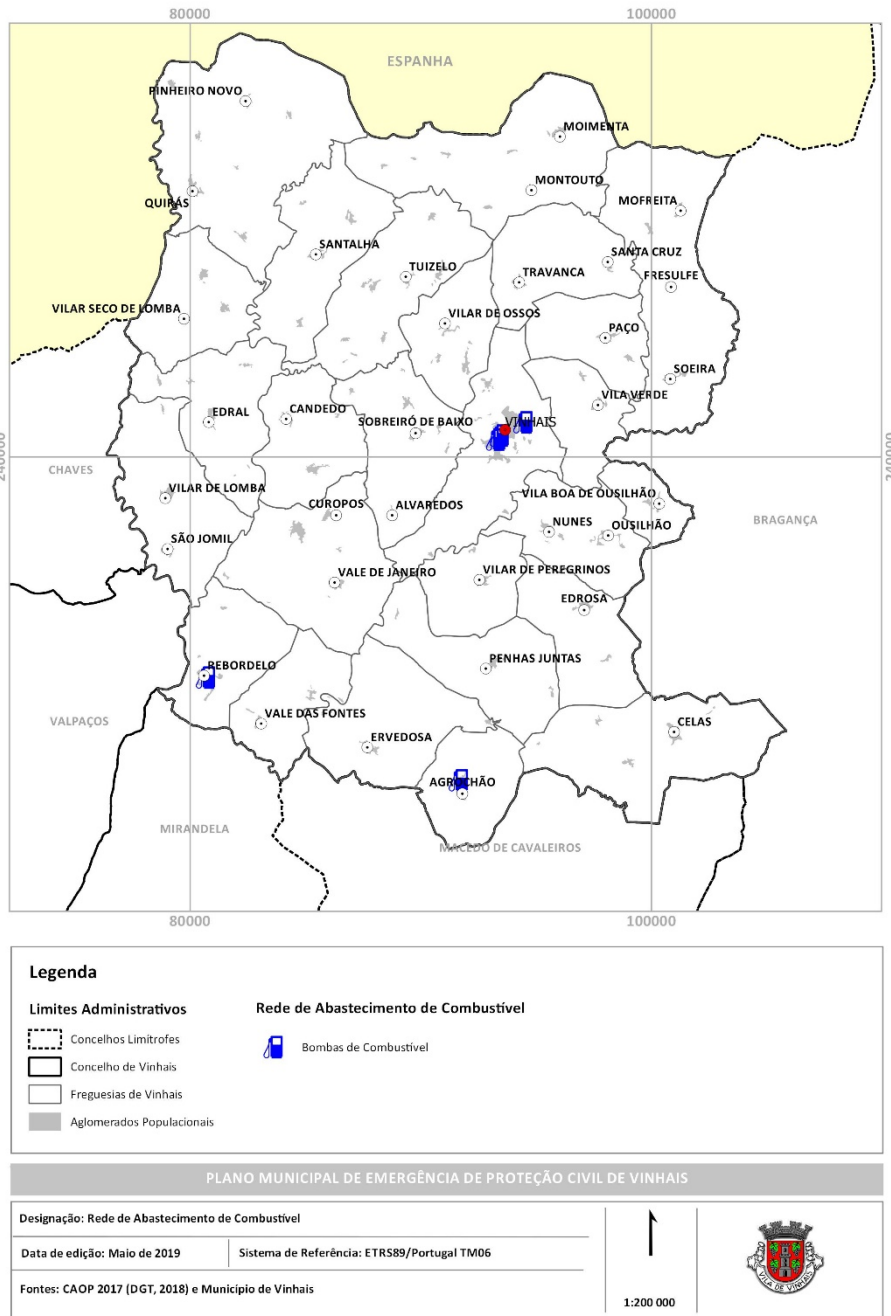 80000 100000
ESPANHA
PINHEIRO NOVO
MOIMENTA
QUIRÁS
MONTOUTO
MOFREITA
SANTALHA
TUIZELO
TRAVANCA
SANTA CRUZ
FRESULFE
VILAR SECO DE LOMBA
VILAR DE OSSOS
PAÇO
SOEIRA
EDRAL
CANDEDO
SOBREIRÓ DE BAIXO
VINHAIS
VILA VERDE
240000 240000
CHAVES
VILAR DE LOMBA
CUROPOS
ALVAREDOS
VILA BOA DE OUSILHÃO
NUNES
OUSILHÃO
BRAGANÇA
SÃO JOMIL
VALE DE JANEIRO
VILAR DE PEREGRINOS
EDROSA
REBORDELO
PENHAS JUNTAS
VALPAÇOS
VALE DAS FONTES
ERVEDOSA
CELAS
AGROCHÃO
MIRANDELA
MACEDO DE CAVALEIROS
80000 100000
Legenda
Limites Administrativos
Concelhos Limítrofes
Concelho de Vinhais
Freguesias de Vinhais
Aglomerados Populacionais
Rede de Abastecimento de Combustível
Bombas de Combustível
PLANO MUNICIPAL DE EMERGÊNCIA DE PROTEÇÃO CIVIL DE VINHAIS
Designação: Rede de Abastecimento de Combustível
Data de edição: Maio de 2019
Sistema de Referência: ETRS89/Portugal TM06
Fontes: CAOP 2017 (DGT, 2018) e Município de Vinhais
1:200 000
VILA DE VINHAIS